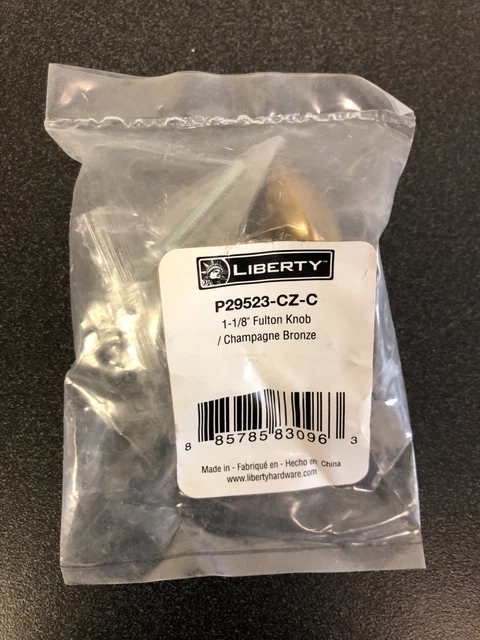 LIBERTY™
P29523-CZ-C
1-1/8" Fulton Knob
/ Champagne Bronze
8 85785 83096 3
Made in - Fabriqué en - Hecho en: China
www.libertyhardware.com